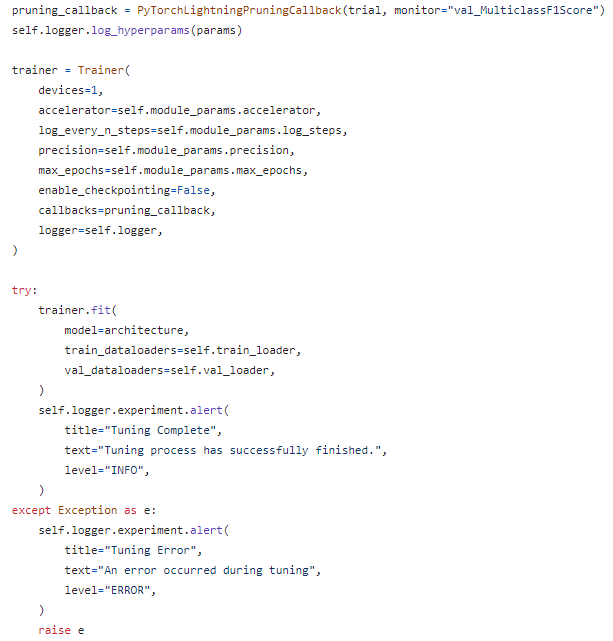 pruning_callback = PyTorchLightningPruningCallback(trial, monitor="val_MulticlassF1Score")
self.logger.log_hyperparams(params)

trainer = Trainer(
    devices=1,
    accelerator=self.module_params.accelerator,
    log_every_n_steps=self.module_params.log_steps,
    precision=self.module_params.precision,
    max_epochs=self.module_params.max_epochs,
    enable_checkpointing=False,
    callbacks=pruning_callback,
    logger=self.logger,
)

try:
    trainer.fit(
        model=architecture,
        train_dataloaders=self.train_loader,
        val_dataloaders=self.val_loader,
    )
    self.logger.experiment.alert(
        title="Tuning Complete",
        text="Tuning process has successfully finished.",
        level="INFO",
    )
except Exception as e:
    self.logger.experiment.alert(
        title="Tuning Error",
        text="An error occurred during tuning",
        level="ERROR",
    )
    raise e